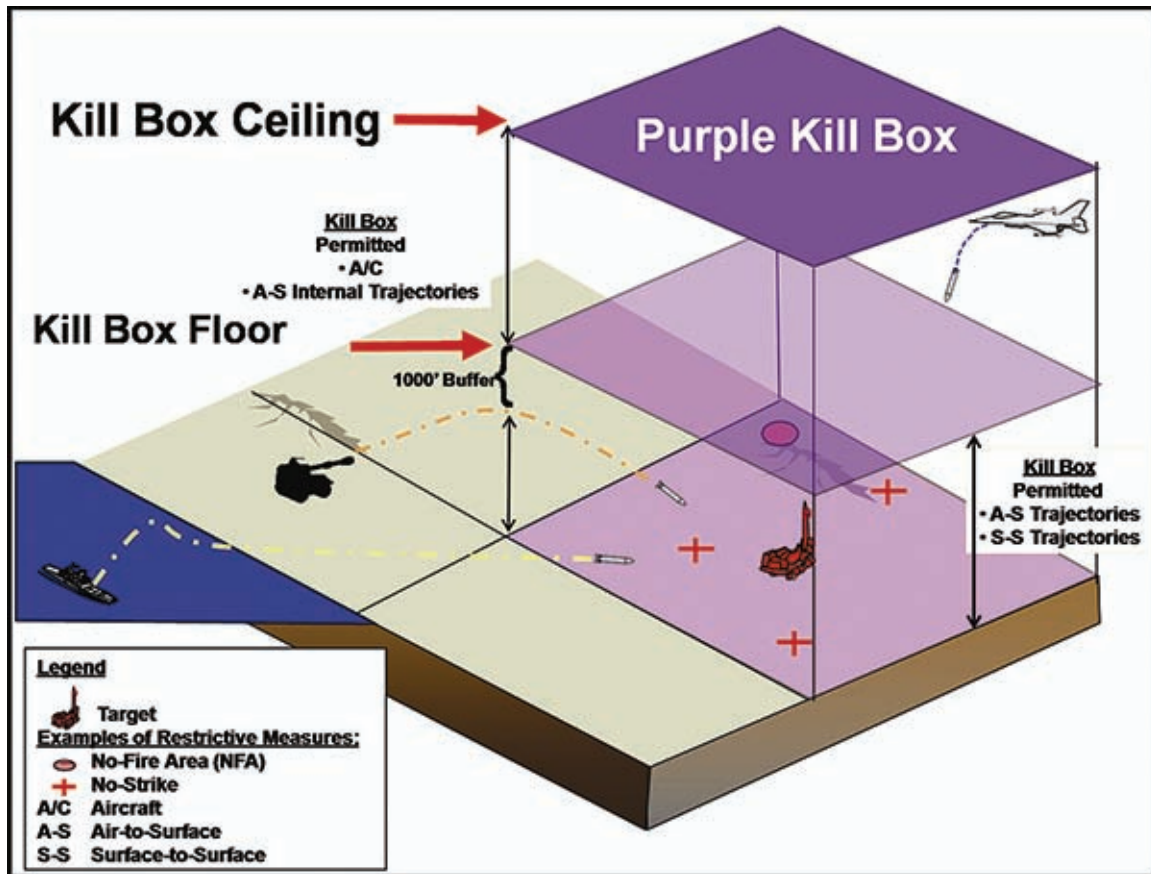 Kill Box Ceiling
Purple Kill Box
Kill Box
Permitted
• A/C
• A-S Internal Trajectories
Kill Box Floor
1000' Buffer
Kill Box
Permitted
• A-S Trajectories
• S-S Trajectories
Legend
Target
Examples of Restrictive Measures:
No-Fire Area (NFA)
No-Strike
A/C Aircraft
A-S Air-to-Surface
S-S Surface-to-Surface